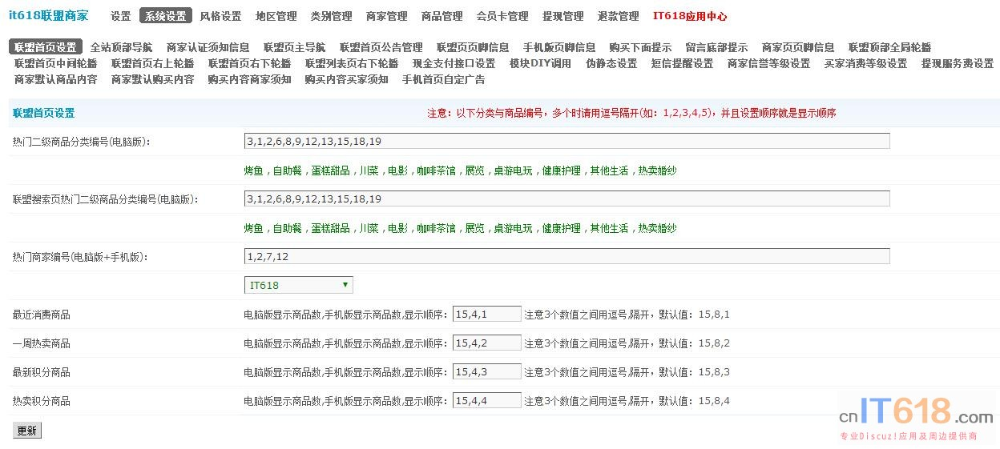 it618联盟商家 设置 系统设置 风格设置 地区管理 类别管理 商家管理 商品管理 会员卡管理 提现管理 退款管理 IT618应用中心
联盟首页设置 全站顶部导航 商家认证须知信息 联盟页主导航 联盟首页公告管理 联盟页页脚信息 手机版页脚信息 购买下面提示 留言底部提示 商家页页脚信息 联盟顶部全局轮播
联盟首页中间轮播 联盟首页右上轮播 联盟首页右下轮播 联盟列表页右下轮播 现金支付接口设置 模块DIY调用 伪静态设置 短信提醒设置 商家信誉等级设置 买家消费等级设置 提现服务费设置
商家默认商品内容 商家默认购买内容 购买内容商家须知 购买内容买家须知 手机首页自定广告
联盟首页设置 注意：以下分类与商品编号，多个时请用逗号隔开(如：1,2,3,4,5)，并且设置顺序就是显示顺序
热门二级商品分类编号(电脑版)： 3,1,2,6,8,9,12,13,15,18,19
烤鱼，自助餐，蛋糕甜品，川菜，电影，咖啡茶馆，展览，桌游电玩，健康护理，其他生活，热卖婚纱
联盟搜索页热门二级商品分类编号(电脑版)： 3,1,2,6,8,9,12,13,15,18,19
烤鱼，自助餐，蛋糕甜品，川菜，电影，咖啡茶馆，展览，桌游电玩，健康护理，其他生活，热卖婚纱
热门商家编号(电脑版+手机版)： 1,2,7,12
IT618
最近消费商品 电脑版显示商品数,手机版显示商品数,显示顺序： 15,4,1 注意3个数值之间用逗号,隔开，默认值：15,8,1
一周热卖商品 电脑版显示商品数,手机版显示商品数,显示顺序： 15,4,2 注意3个数值之间用逗号,隔开，默认值：15,8,2
最新积分商品 电脑版显示商品数,手机版显示商品数,显示顺序： 15,4,3 注意3个数值之间用逗号,隔开，默认值：15,8,3
热卖积分商品 电脑版显示商品数,手机版显示商品数,显示顺序： 15,4,4 注意3个数值之间用逗号,隔开，默认值：15,8,4
更新
cnIT618.com
专业Discuz!应用及周边提供商